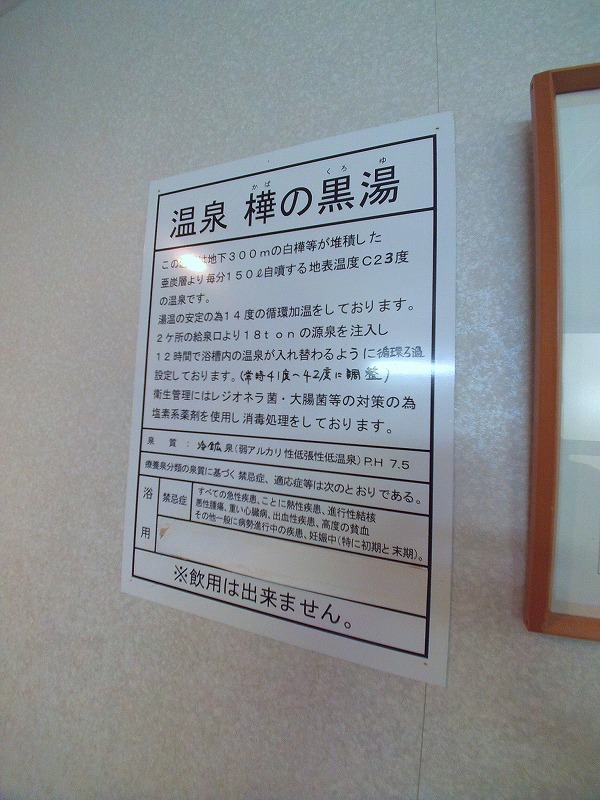 温泉 樺の黒湯
かば くろ ゆ
この は地下300mの白樺等が堆積した
亜炭層より毎分150ℓ自噴する地表温度C23度
の温泉です。
湯温の安定の為14度の循環加温をしております。
2ケ所の給泉口より18tonの源泉を注入し
12時間で浴槽内の温泉が入れ替わるように循環ろ過
設定しております。(常時41度〜42度に調整)
衛生管理にはレジオネラ菌・大腸菌等の対策の為
塩素系薬剤を使用し消毒処理をしております。
泉 質 : 冷鉱泉(弱アルカリ性低張性低温泉)P.H 7.5
療養泉分類の泉質に基づく禁忌症、適応症等は次のとおりである。
浴用
禁忌症
すべての急性疾患、ことに熱性疾患、進行性結核
悪性腫瘍、重い心臓病、出血性疾患、高度の貧血
その他一般に病勢進行中の疾患、妊娠中(特に初期と末期)。
※飲用は出来ません。